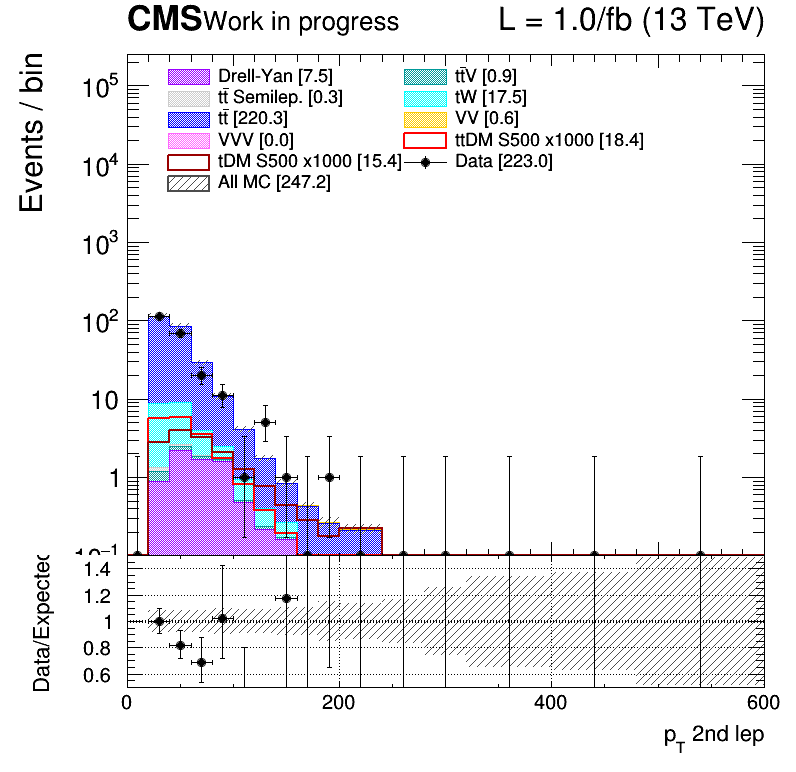 CMS Work in progress L = 1.0/fb (13 TeV)
Events / bin
Drell-Yan [7.5] tt̄V [0.9]
tt̄ Semilep. [0.3] tW [17.5]
tt̄ [220.3] VV [0.6]
VVV [0.0] ttDM S500 x1000 [18.4]
tDM S500 x1000 [15.4] Data [223.0]
All MC [247.2]
10⁵
10⁴
10³
10²
10
1
10⁻¹
Data/Expected
1.4
1.2
1
0.8
0.6
0 200 400 600
p_T 2nd lep